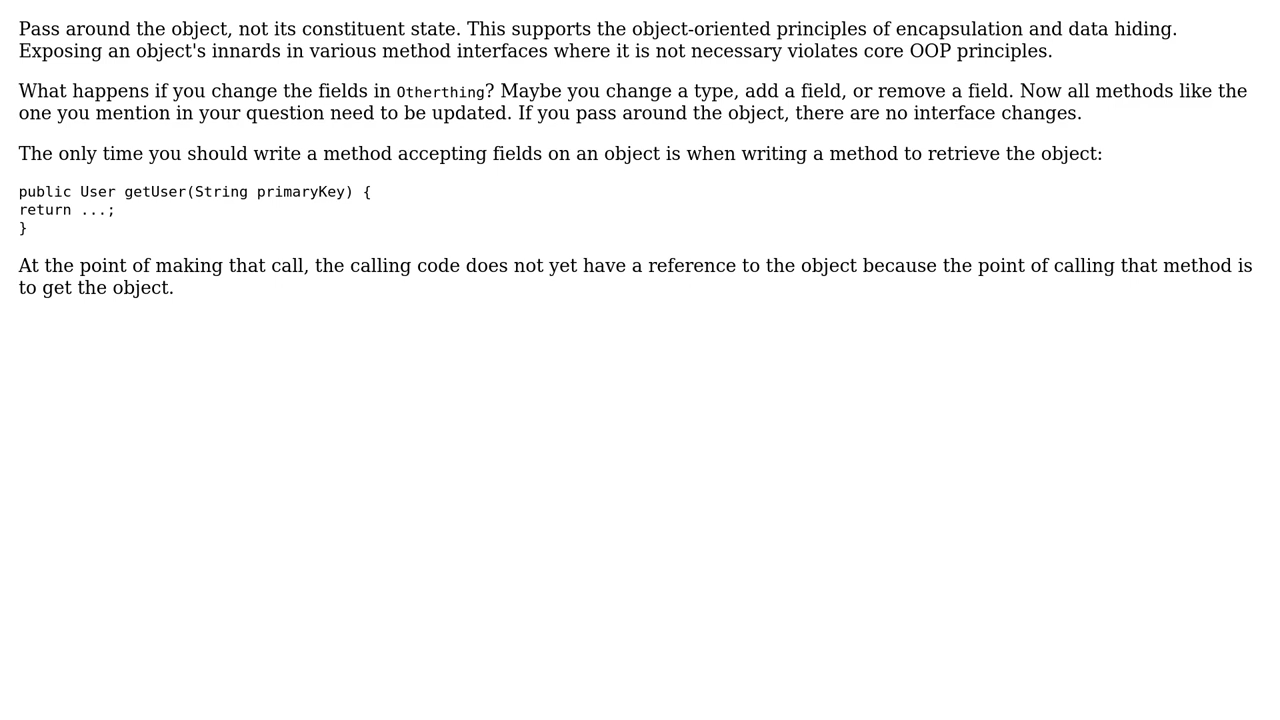 Pass around the object, not its constituent state. This supports the object-oriented principles of encapsulation and data hiding.
Exposing an object's innards in various method interfaces where it is not necessary violates core OOP principles.
What happens if you change the fields in Otherthing? Maybe you change a type, add a field, or remove a field. Now all methods like the
one you mention in your question need to be updated. If you pass around the object, there are no interface changes.
The only time you should write a method accepting fields on an object is when writing a method to retrieve the object:
public User getUser(String primaryKey) {
return ...;
}
At the point of making that call, the calling code does not yet have a reference to the object because the point of calling that method is
to get the object.